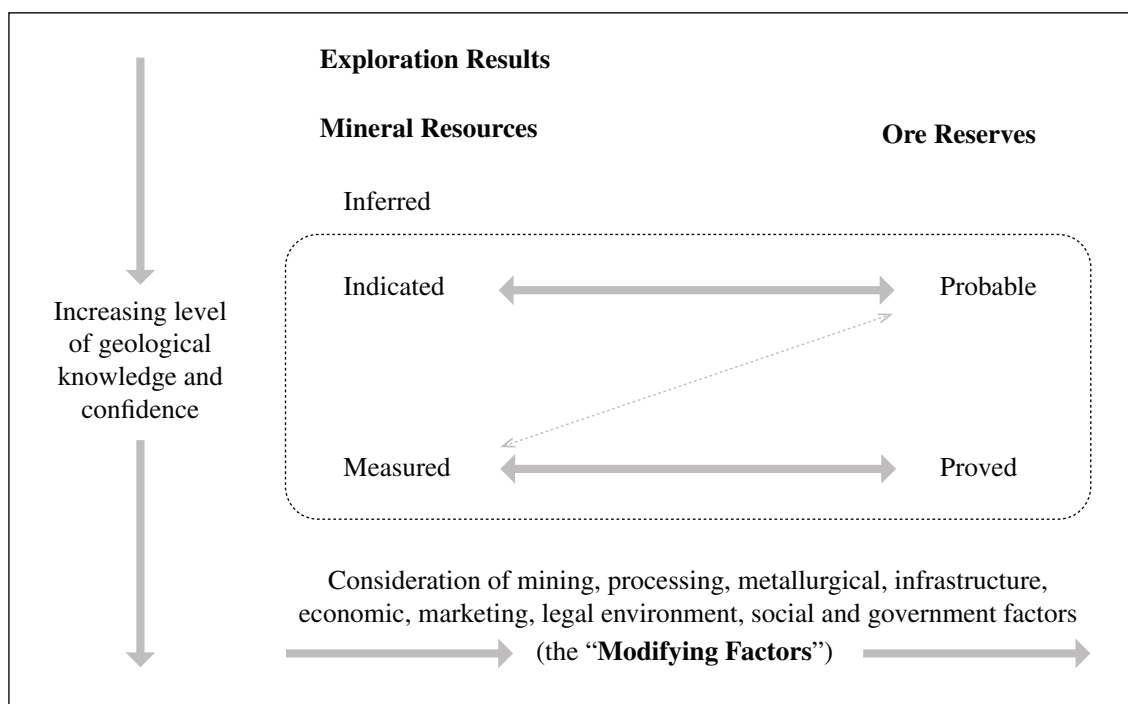 Exploration Results
Mineral Resources
Ore Reserves
Inferred
Indicated
Probable
Increasing level
of geological
knowledge and
confidence
Measured
Proved
Consideration of mining, processing, metallurgical, infrastructure,
economic, marketing, legal environment, social and government factors
(the “Modifying Factors”)